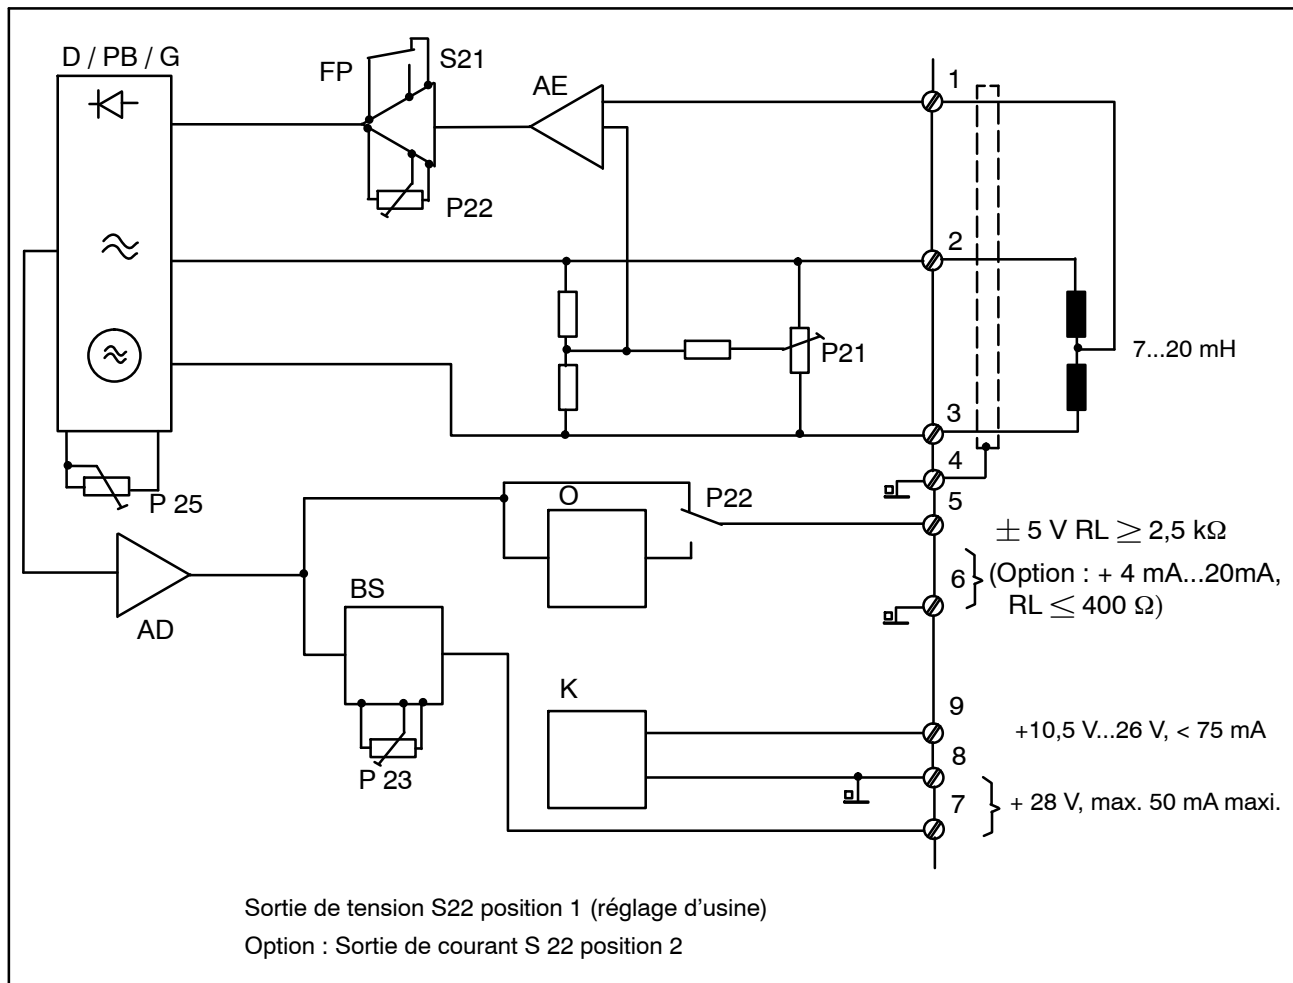 D / PB / G
FP
S21
AE
1
P22
2
P21
7...20 mH
3
4
P 25
O
P22
5
± 5 V RL ≥ 2,5 kΩ
6
(Option : + 4 mA...20mA,
RL ≤ 400 Ω)
AD
BS
K
9
+10,5 V...26 V, < 75 mA
8
P 23
7
+ 28 V, max. 50 mA maxi.
Sortie de tension S22 position 1 (réglage d’usine)
Option : Sortie de courant S 22 position 2